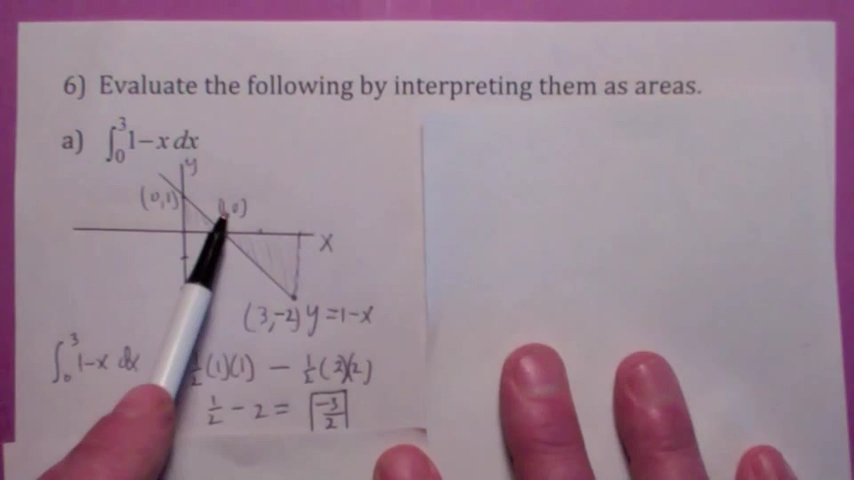 6) Evaluate the following by interpreting them as areas.
a) ∫₀³ 1-x dx
y
(0,1)
,0)
x
(3,-2) y=1-x
∫₀³ 1-x dx ½(1)(1) - ½(2)(2)
½ - 2 = -3/2